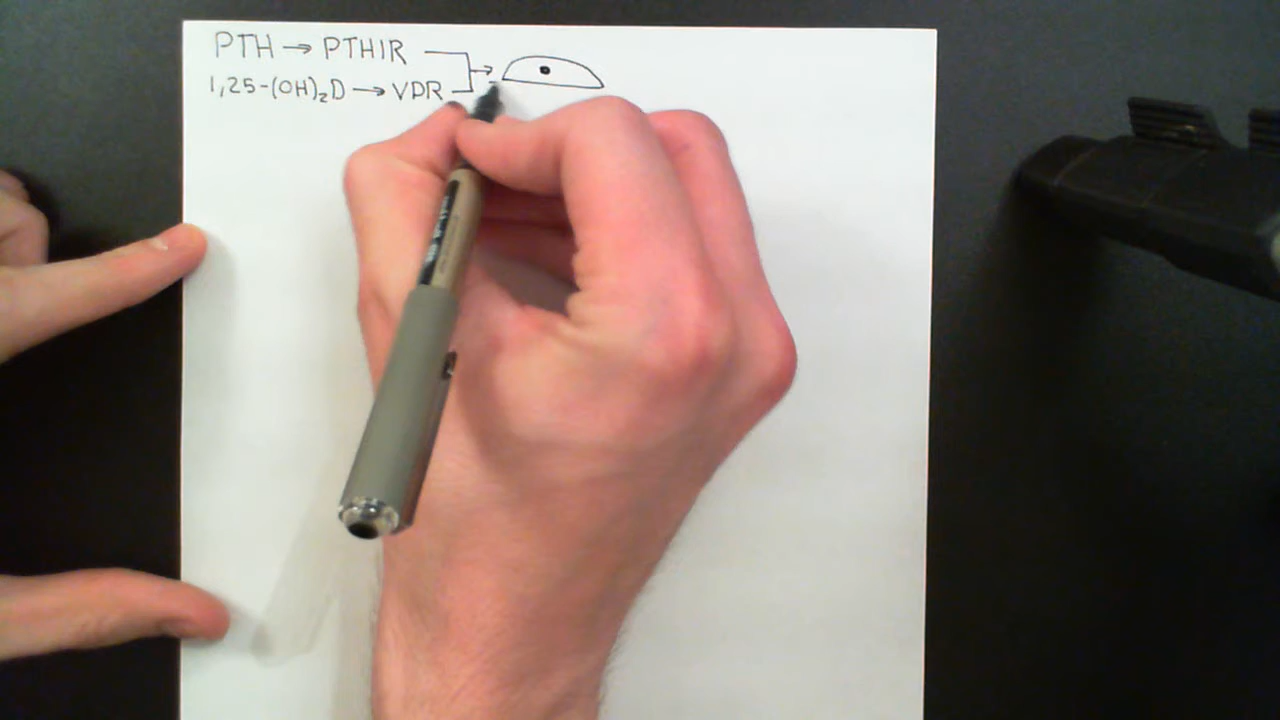 PTH → PTH1R
1,25-(OH)₂D → VDR